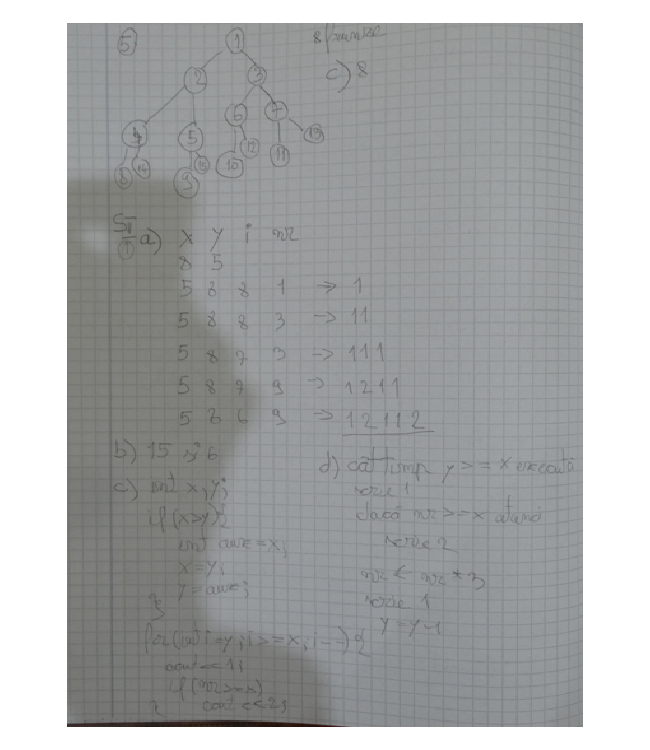 5
8 frunze
c) 8
1
2 3
4 5 6 7
8 14 9 15 10 12 11 13
SII
I a) x y i nr
8 5
5 8 8 1 → 1
5 8 8 3 → 11
5 8 7 3 → 111
5 8 7 9 → 1211
5 8 6 9 → 12112
b) 15 și 6
c) int x, y;
if(x>y){
int aux=x;
x=y;
y=aux;
}
for(int i=y; i>=x; i--){
cout<<1;
if(nr>=x)
cout<<2;
}
d) cât timp y>=x execută
scrie 1
dacă nr>=x atunci
scrie 2
nr ← nr*3
scrie 1
y=y-1